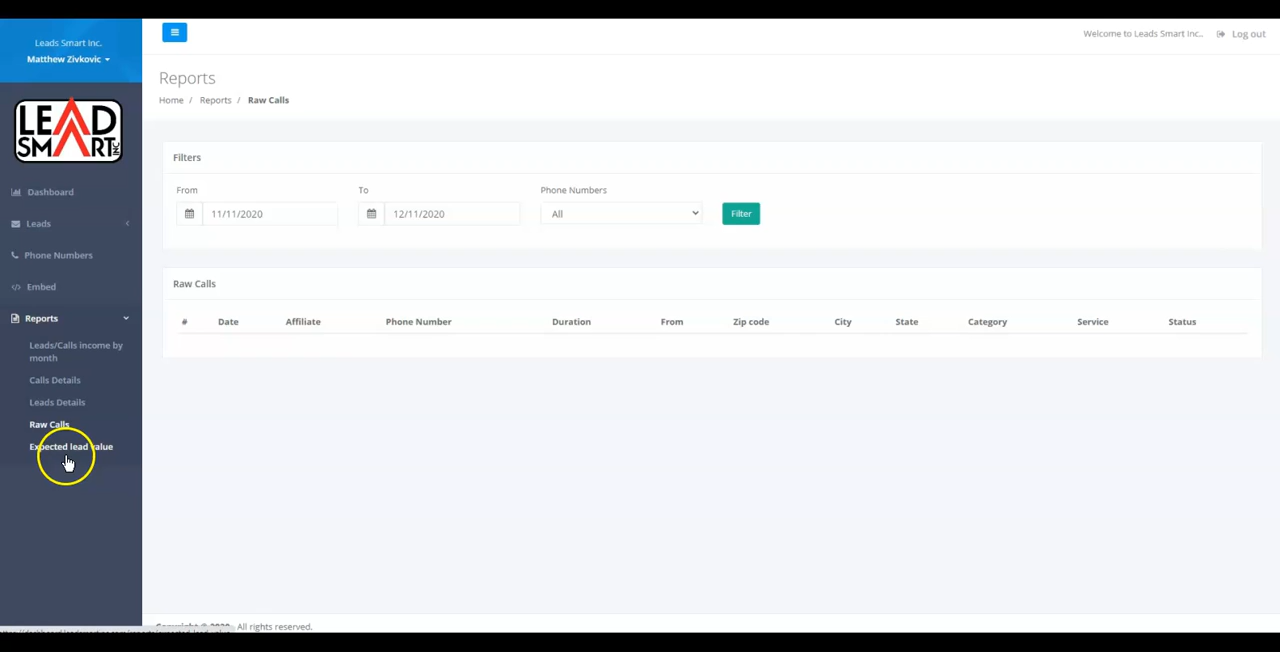 Leads Smart Inc.
Matthew Zivkovic
LEAD
SMART INC
Dashboard
Leads
Phone Numbers
Embed
Reports
Leads/Calls income by
month
Calls Details
Leads Details
Raw Calls
Expected lead value
Welcome to Leads Smart Inc.. Log out
Reports
Home / Reports / Raw Calls
Filters
From To Phone Numbers
11/11/2020 12/11/2020 All Filter
Raw Calls
# Date Affiliate Phone Number Duration From Zip code City State Category Service Status
Copyright © 2020 All rights reserved.